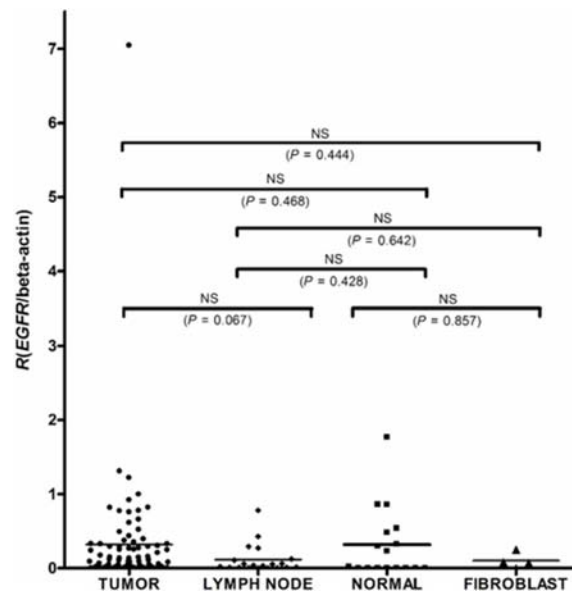 7
6
5
4
3
2
1
0
R(EGFR/beta-actin)
NS
(P = 0.444)
NS
(P = 0.468)
NS
(P = 0.642)
NS
(P = 0.428)
NS
(P = 0.067)
NS
(P = 0.857)
TUMOR LYMPH NODE NORMAL FIBROBLAST